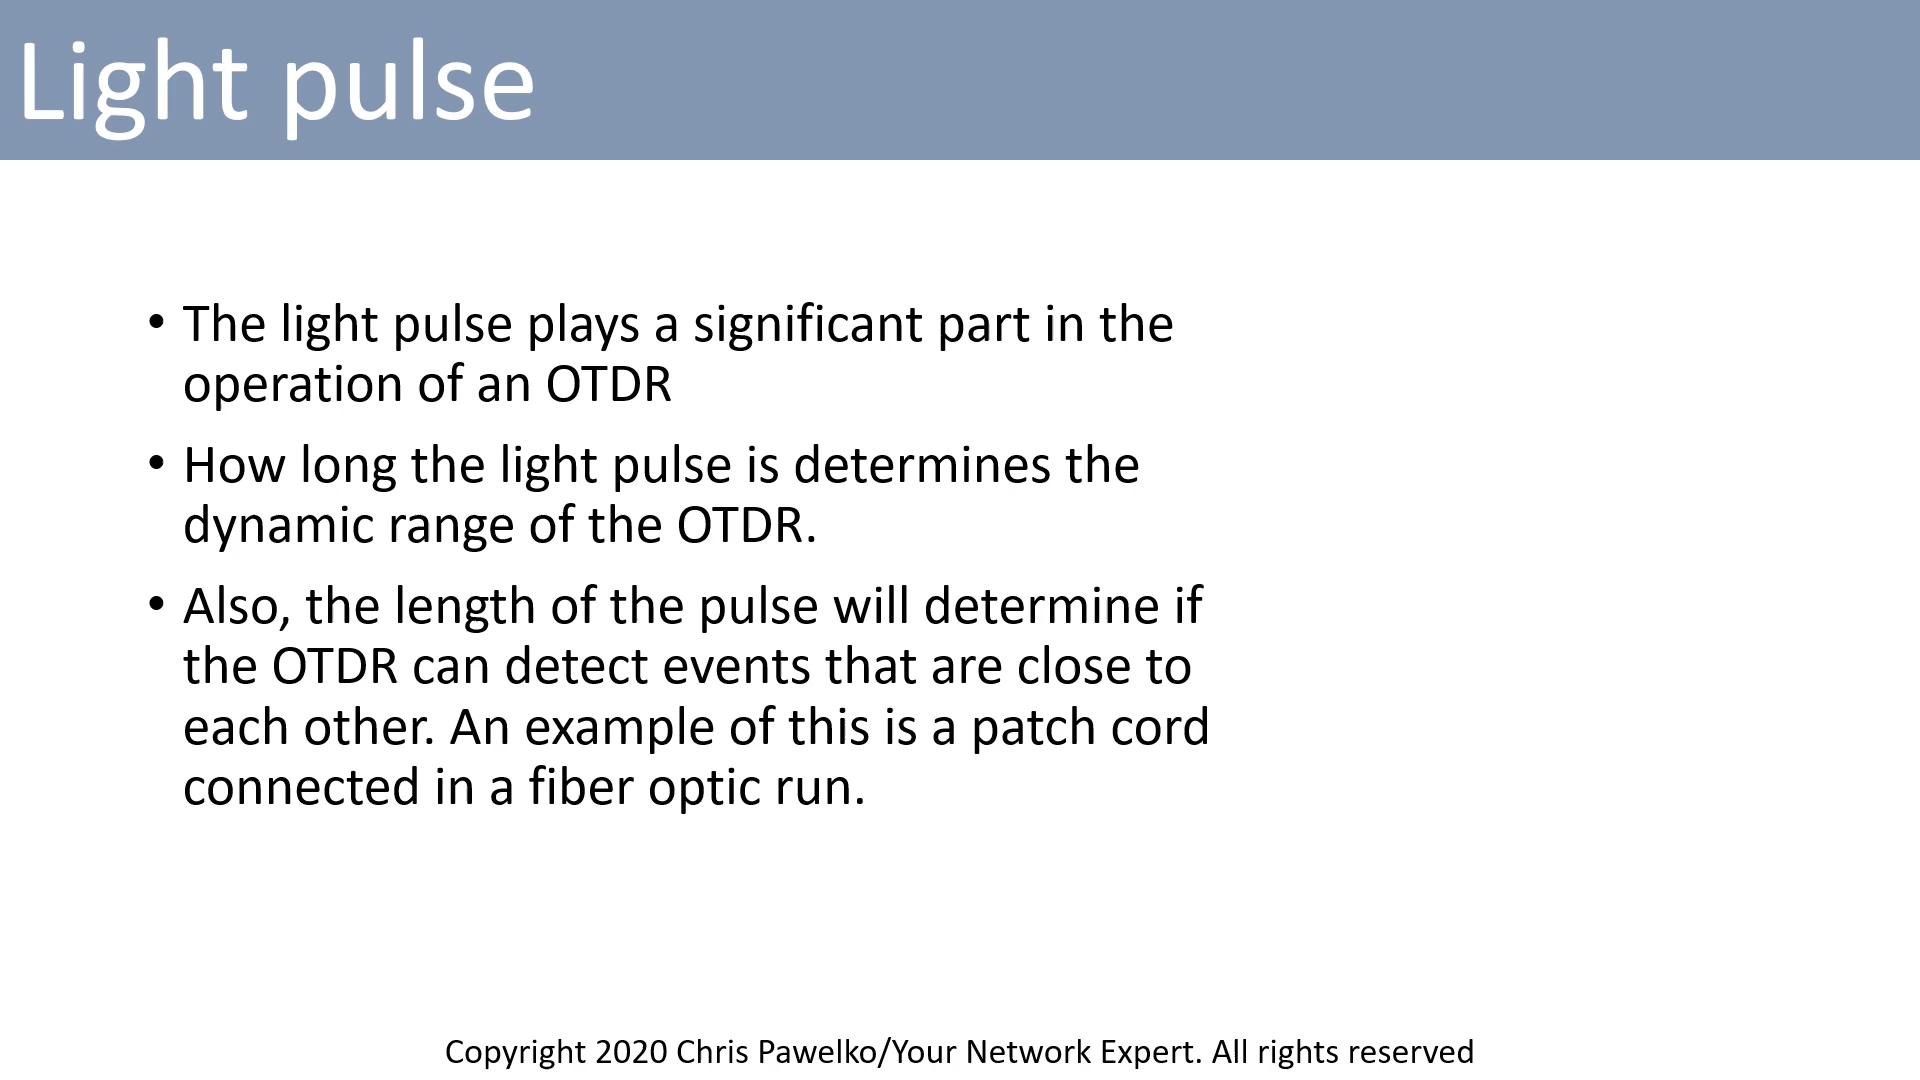 Light pulse
• The light pulse plays a significant part in the
operation of an OTDR
• How long the light pulse is determines the
dynamic range of the OTDR.
• Also, the length of the pulse will determine if
the OTDR can detect events that are close to
each other. An example of this is a patch cord
connected in a fiber optic run.
Copyright 2020 Chris Pawelko/Your Network Expert. All rights reserved